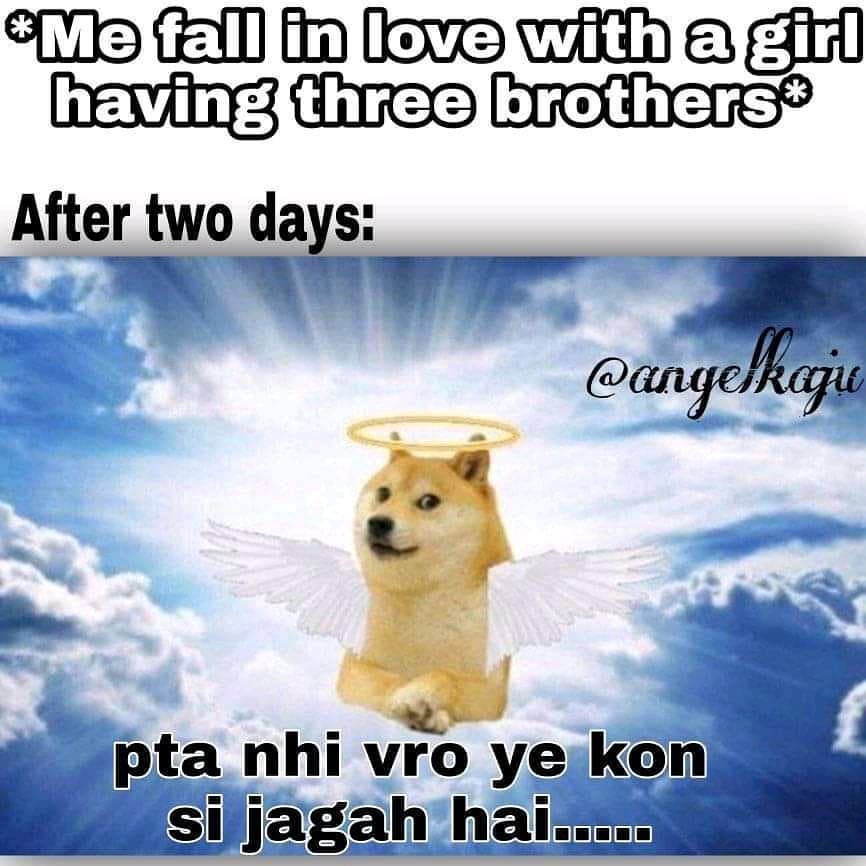 *Me fall in love with a girl
having three brothers*
After two days:
@angelkaju
pta nhi vro ye kon
si jagah hai.....